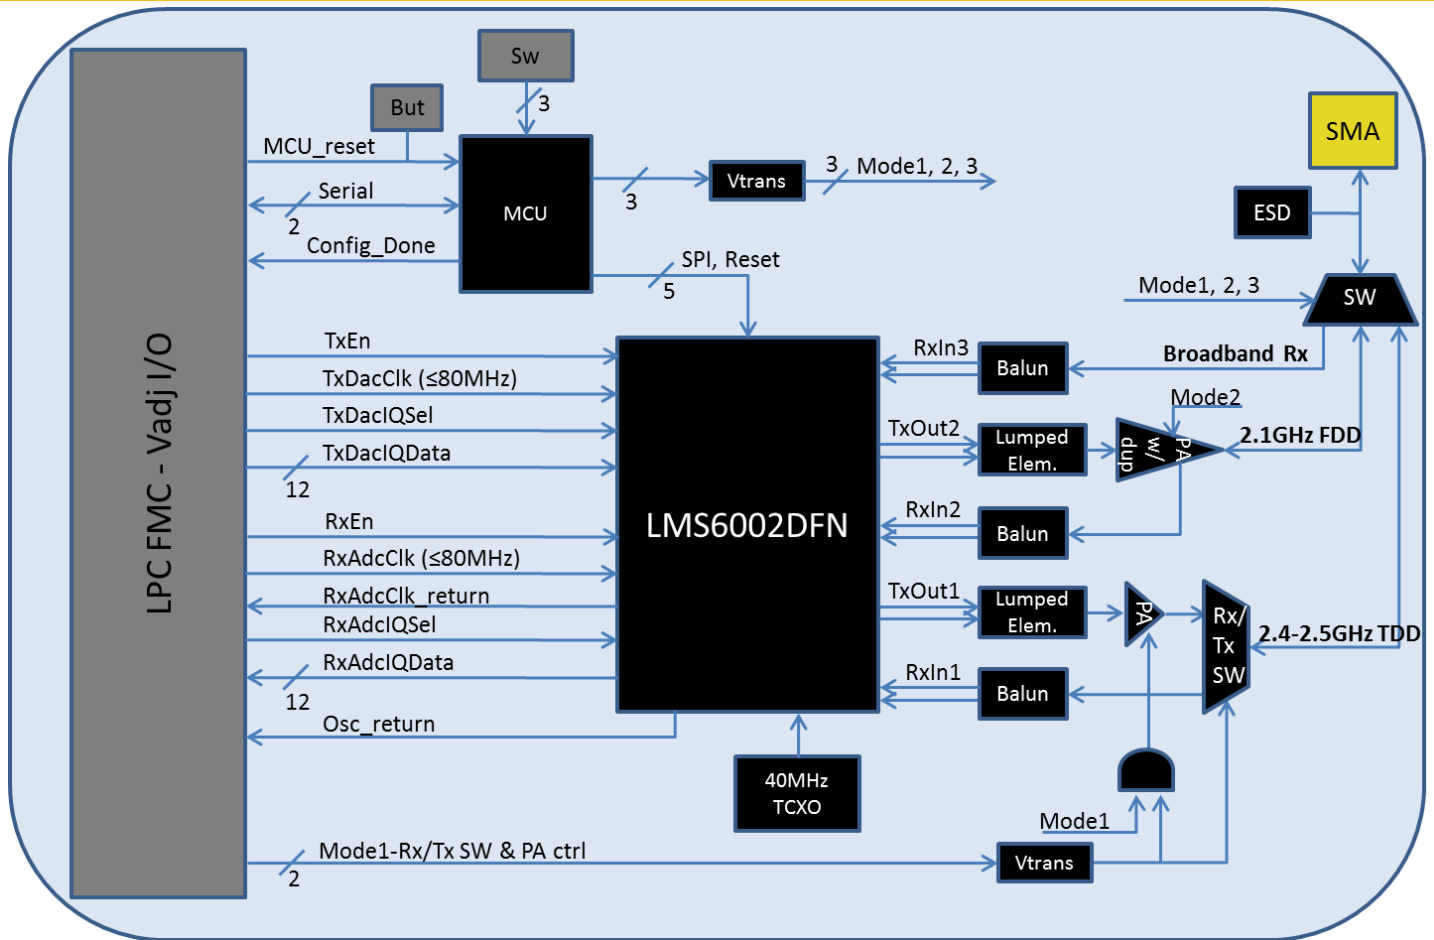 Sw
3
But
MCU_reset
Serial
2
Config_Done
MCU
3
Vtrans
3
Mode1, 2, 3
SPI, Reset
5
SMA
ESD
Mode1, 2, 3
SW
LPC FMC - Vadj I/O
TxEn
TxDacClk (≤80MHz)
TxDacIQSel
TxDacIQData
12
RxEn
RxAdcClk (≤80MHz)
RxAdcClk_return
RxAdcIQSel
RxAdcIQData
12
Osc_return
LMS6002DFN
40MHz
TCXO
RxIn3
Balun
Broadband Rx
TxOut2
Lumped
Elem.
Mode2
PA
w/
dup
2.1GHz FDD
RxIn2
Balun
TxOut1
Lumped
Elem.
PA
Rx/
Tx
SW
2.4-2.5GHz TDD
RxIn1
Balun
Mode1
Mode1-Rx/Tx SW & PA ctrl
2
Vtrans